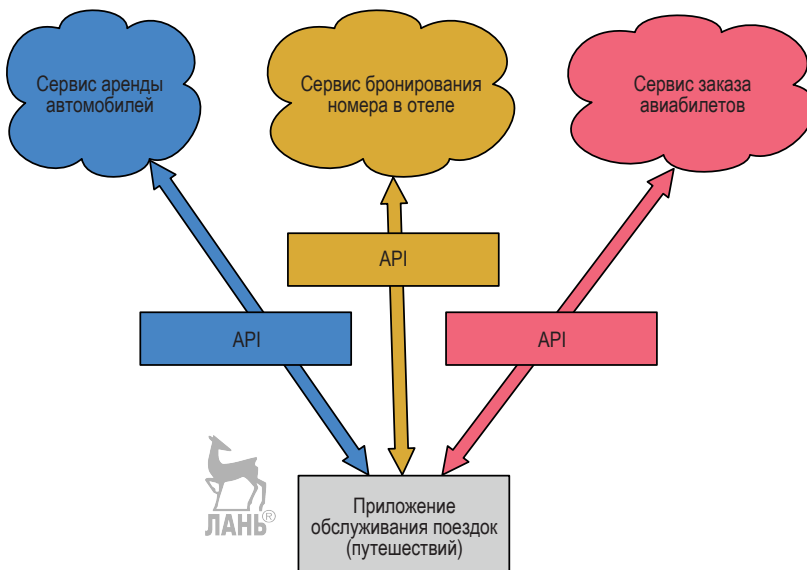 Сервис аренды
автомобилей
Сервис бронирования
номера в отеле
Сервис заказа
авиабилетов
API
API
API
ЛАНЬ®
Приложение
обслуживания поездок
(путешествий)